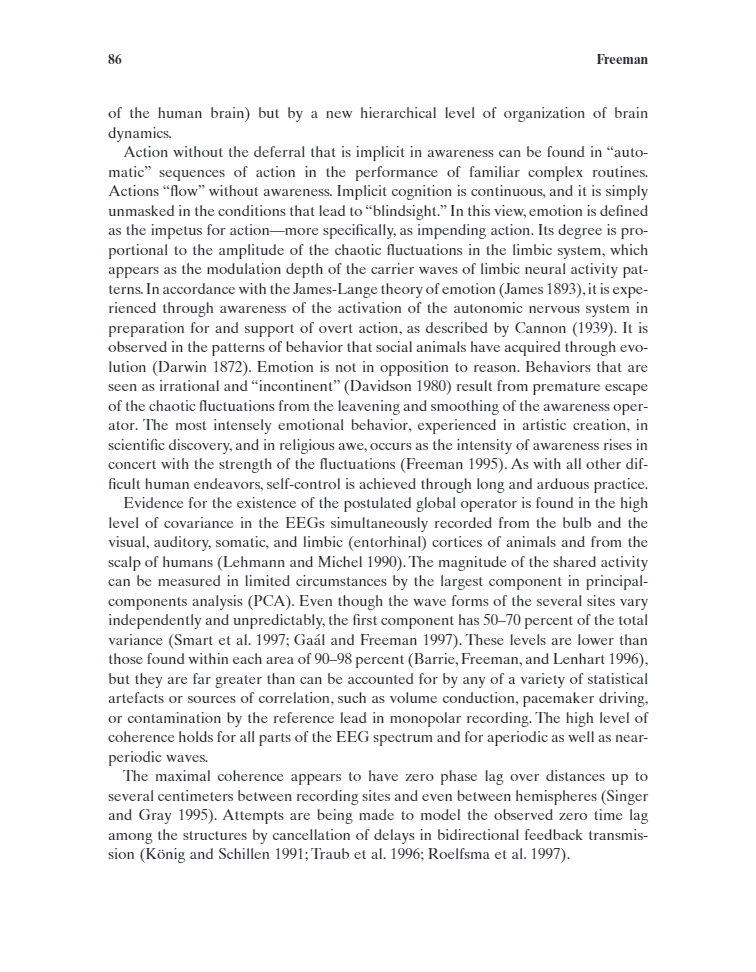 86 Freeman
of the human brain) but by a new hierarchical level of organization of brain
dynamics.
Action without the deferral that is implicit in awareness can be found in “auto-
matic” sequences of action in the performance of familiar complex routines.
Actions “flow” without awareness. Implicit cognition is continuous, and it is simply
unmasked in the conditions that lead to “blindsight.” In this view, emotion is defined
as the impetus for action—more specifically, as impending action. Its degree is pro-
portional to the amplitude of the chaotic fluctuations in the limbic system, which
appears as the modulation depth of the carrier waves of limbic neural activity pat-
terns. In accordance with the James-Lange theory of emotion (James 1893), it is expe-
rienced through awareness of the activation of the autonomic nervous system in
preparation for and support of overt action, as described by Cannon (1939). It is
observed in the patterns of behavior that social animals have acquired through evo-
lution (Darwin 1872). Emotion is not in opposition to reason. Behaviors that are
seen as irrational and “incontinent” (Davidson 1980) result from premature escape
of the chaotic fluctuations from the leavening and smoothing of the awareness oper-
ator. The most intensely emotional behavior, experienced in artistic creation, in
scientific discovery, and in religious awe, occurs as the intensity of awareness rises in
concert with the strength of the fluctuations (Freeman 1995). As with all other dif-
ficult human endeavors, self-control is achieved through long and arduous practice.
Evidence for the existence of the postulated global operator is found in the high
level of covariance in the EEGs simultaneously recorded from the bulb and the
visual, auditory, somatic, and limbic (entorhinal) cortices of animals and from the
scalp of humans (Lehmann and Michel 1990). The magnitude of the shared activity
can be measured in limited circumstances by the largest component in principal-
components analysis (PCA). Even though the wave forms of the several sites vary
independently and unpredictably, the first component has 50–70 percent of the total
variance (Smart et al. 1997; Gaál and Freeman 1997). These levels are lower than
those found within each area of 90–98 percent (Barrie, Freeman, and Lenhart 1996),
but they are far greater than can be accounted for by any of a variety of statistical
artefacts or sources of correlation, such as volume conduction, pacemaker driving,
or contamination by the reference lead in monopolar recording. The high level of
coherence holds for all parts of the EEG spectrum and for aperiodic as well as near-
periodic waves.
The maximal coherence appears to have zero phase lag over distances up to
several centimeters between recording sites and even between hemispheres (Singer
and Gray 1995). Attempts are being made to model the observed zero time lag
among the structures by cancellation of delays in bidirectional feedback transmis-
sion (König and Schillen 1991; Traub et al. 1996; Roelfsma et al. 1997).